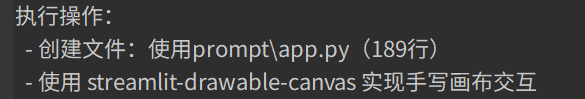 执行操作：
- 创建文件：使用prompt\app.py（189行）
- 使用 streamlit-drawable-canvas 实现手写画布交互